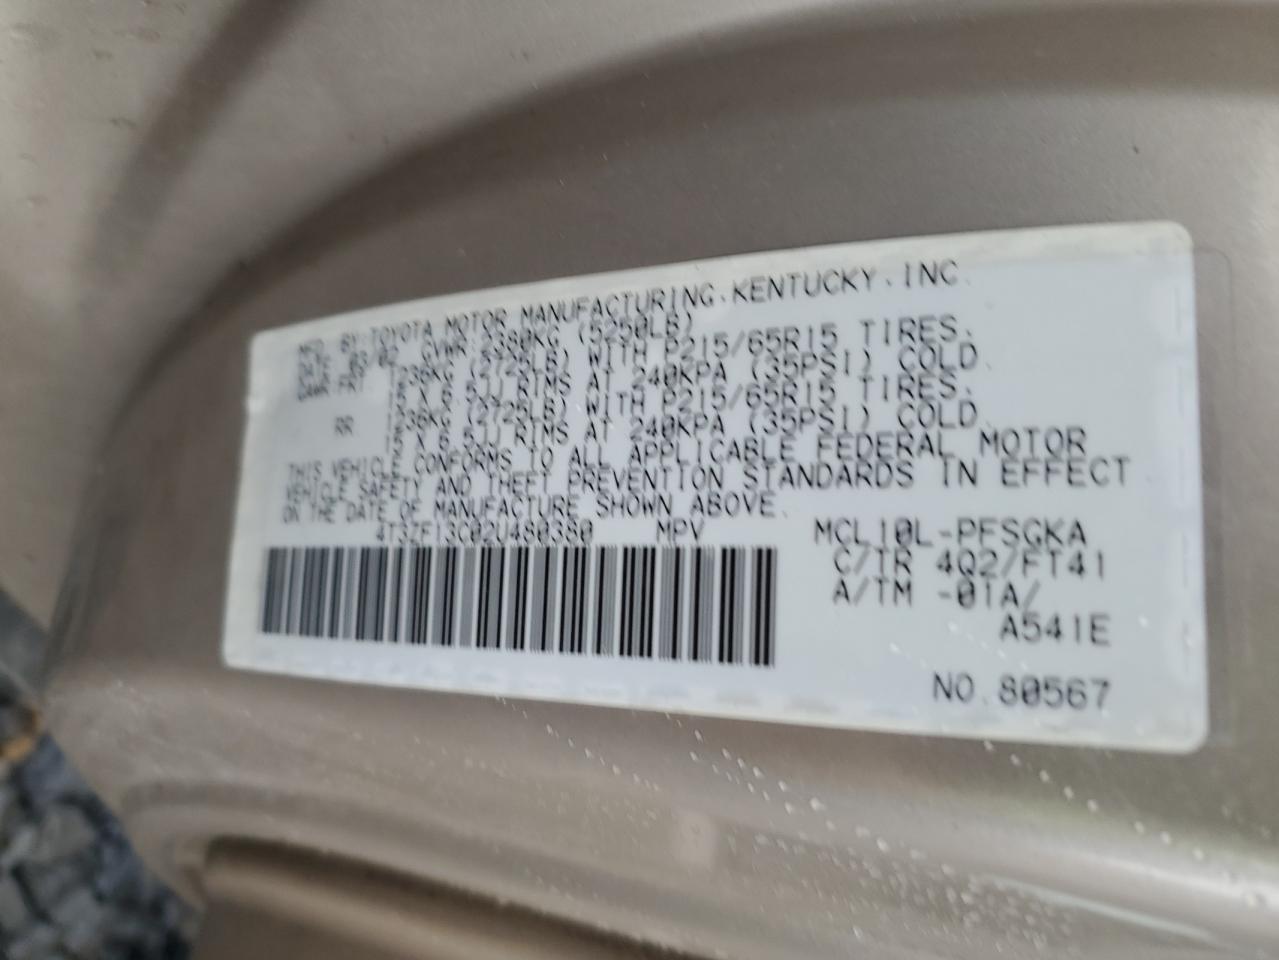 MFD. BY:TOYOTA MOTOR MANUFACTURING,KENTUCKY,INC.
DATE: 03/02 GVWR:2380KG (5250LB)
GAWR:FRT 1236KG (2725LB) WITH P215/65R15 TIRES.
15 X 6.5JJ RIMS AT 240KPA (35PSI) COLD.
RR 1236KG (2725LB) WITH P215/65R15 TIRES.
15 X 6.5JJ RIMS AT 240KPA (35PSI) COLD.
THIS VEHICLE CONFORMS TO ALL APPLICABLE FEDERAL MOTOR
VEHICLE SAFETY AND THEFT PREVENTION STANDARDS IN EFFECT
ON THE DATE OF MANUFACTURE SHOWN ABOVE.
4T3ZF13C02U480380 MPV MCL10L-PFSGKA
C/TR 4Q2/FT41
A/TM -01A/
A541E
NO.80567